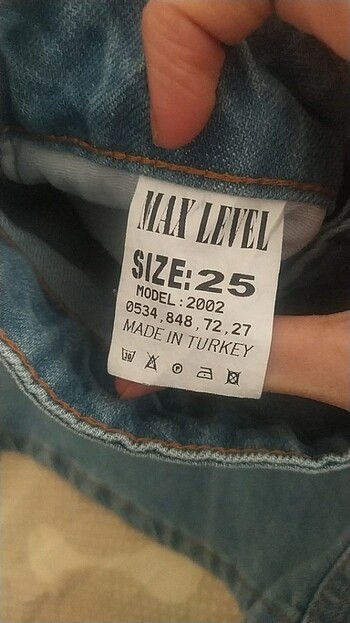 MAX LEVEL
SIZE:25
MODEL:2002
0534,848,72,27
MADE IN TURKEY